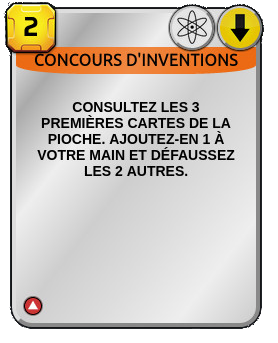 2
CONCOURS D'INVENTIONS
CONSULTEZ LES 3
PREMIÈRES CARTES DE LA
PIOCHE. AJOUTEZ-EN 1 À
VOTRE MAIN ET DÉFAUSSEZ
LES 2 AUTRES.